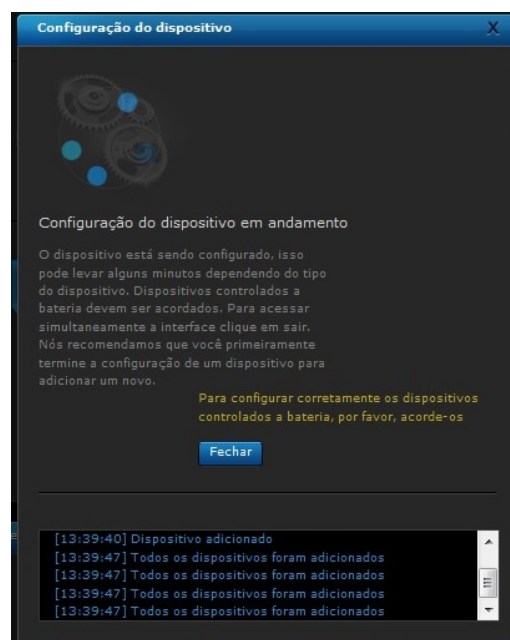 Configuração do dispositivo
X
Configuração do dispositivo em andamento
O dispositivo está sendo configurado, isso
pode levar alguns minutos dependendo do tipo
do dispositivo. Dispositivos controlados a
bateria devem ser acordados. Para acessar
simultaneamente a interface clique em sair.
Nós recomendamos que você primeiramente
termine a configuração de um dispositivo para
adicionar um novo.
Para configurar corretamente os dispositivos
controlados a bateria, por favor, acorde-os
Fechar
[13:39:40] Dispositivo adicionado
[13:39:47] Todos os dispositivos foram adicionados
[13:39:47] Todos os dispositivos foram adicionados
[13:39:47] Todos os dispositivos foram adicionados
[13:39:47] Todos os dispositivos foram adicionados